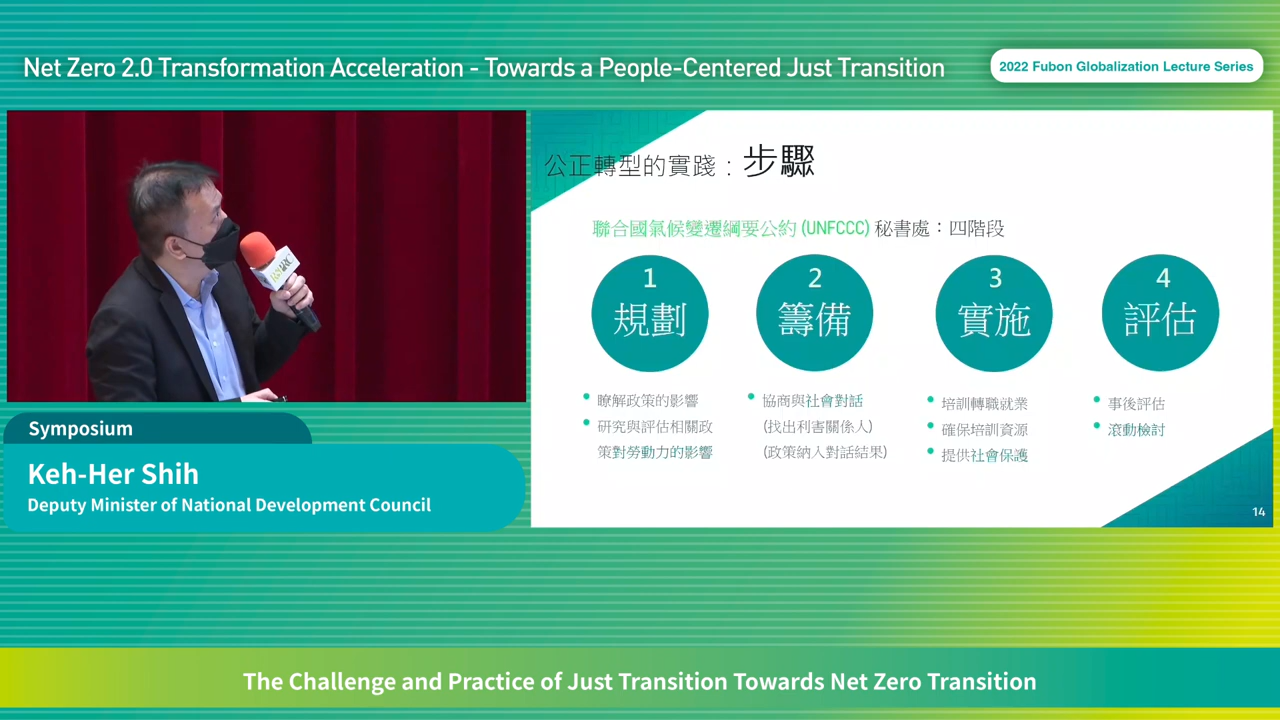 Net Zero 2.0 Transformation Acceleration - Towards a People-Centered Just Transition
2022 Fubon Globalization Lecture Series
公正轉型的實踐：步驟
聯合國氣候變遷綱要公約 (UNFCCC) 秘書處：四階段
1
規劃
2
籌備
3
實施
4
評估
• 瞭解政策的影響
• 研究與評估相關政
策對勞動力的影響
• 協商與社會對話
(找出利害關係人)
(政策納入對話結果)
• 培訓轉職就業
• 確保培訓資源
• 提供社會保護
• 事後評估
• 滾動檢討
14
Symposium
Keh-Her Shih
Deputy Minister of National Development Council
The Challenge and Practice of Just Transition Towards Net Zero Transition